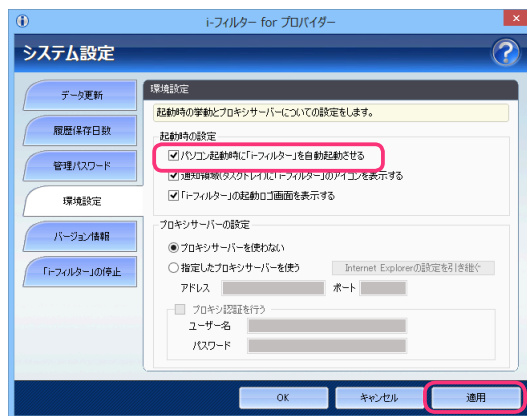 i-フィルター for プロバイダー
システム設定
データ更新
履歴保存日数
管理パスワード
環境設定
バージョン情報
「i-フィルター」の停止
環境設定
起動時の挙動とプロキシサーバーについての設定をします。
起動時の設定
パソコン起動時に「i-フィルター」を自動起動させる
通知領域(タスクトレイ)に「i-フィルター」のアイコンを表示する
「i-フィルター」の起動ロゴ画面を表示する
プロキシサーバーの設定
プロキシサーバーを使わない
指定したプロキシサーバーを使う Internet Explorerの設定を引き継ぐ
アドレス ポート
プロキシ認証を行う
ユーザー名
パスワード
OK キャンセル 適用